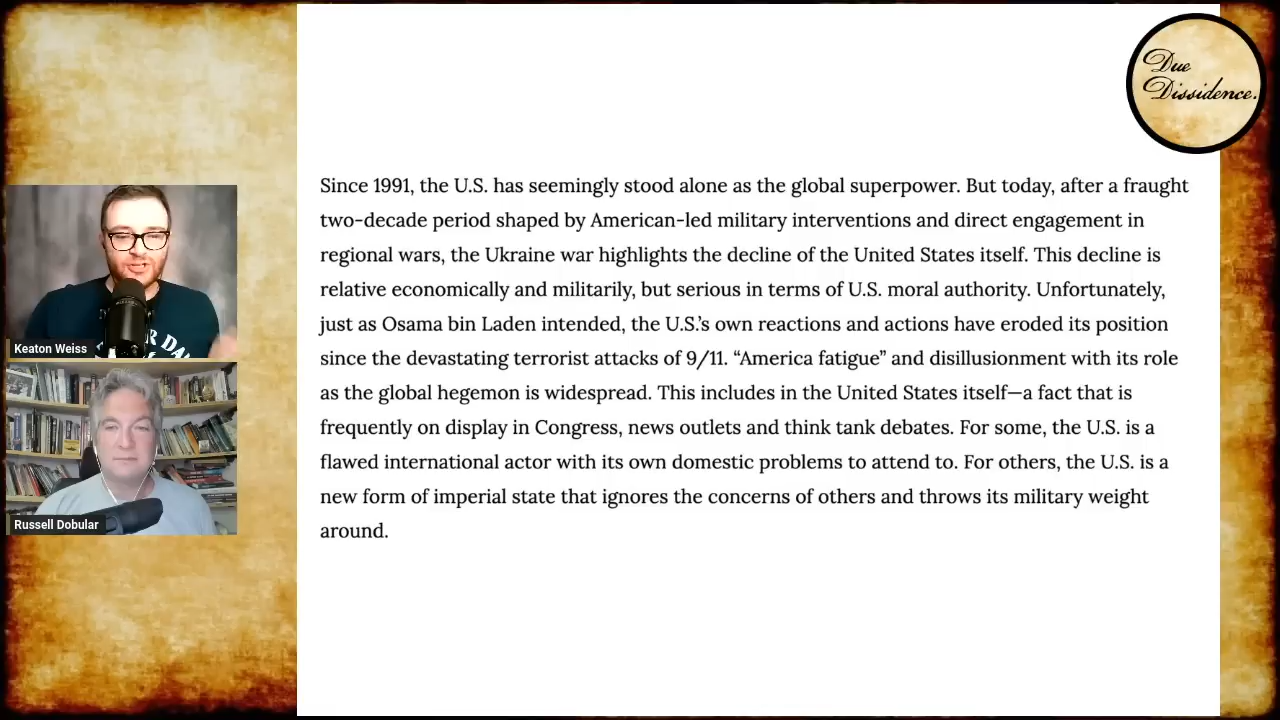 Due
Dissidence.
Since 1991, the U.S. has seemingly stood alone as the global superpower. But today, after a fraught
two-decade period shaped by American-led military interventions and direct engagement in
regional wars, the Ukraine war highlights the decline of the United States itself. This decline is
relative economically and militarily, but serious in terms of U.S. moral authority. Unfortunately,
just as Osama bin Laden intended, the U.S.’s own reactions and actions have eroded its position
since the devastating terrorist attacks of 9/11. “America fatigue” and disillusionment with its role
as the global hegemon is widespread. This includes in the United States itself—a fact that is
frequently on display in Congress, news outlets and think tank debates. For some, the U.S. is a
flawed international actor with its own domestic problems to attend to. For others, the U.S. is a
new form of imperial state that ignores the concerns of others and throws its military weight
around.
Keaton Weiss
Russell Dobular